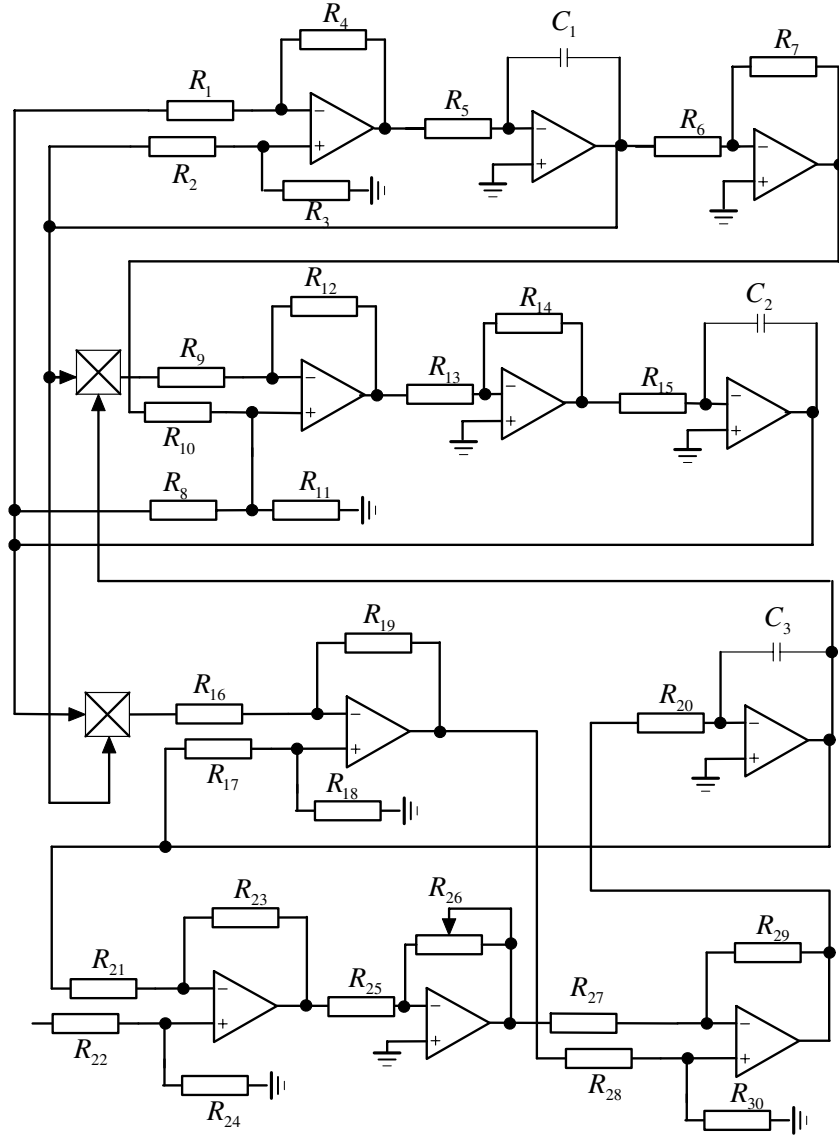 R4
C1
R7
R1
R5
R6
−
−
−
+
+
+
R2
R3
R12
R14
C2
R9
R13
R15
−
−
−
+
+
+
R10
R8
R11
R19
C3
R16
R20
−
−
+
+
R17
R18
R23
R26
R29
R21
R25
R27
−
−
−
+
+
+
R22
R28
R24
R30